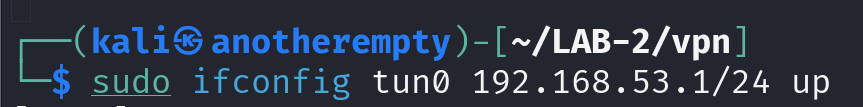 ┌──(kali㉿anotherempty)-[~/LAB-2/vpn]
└─$ sudo ifconfig tun0 192.168.53.1/24 up